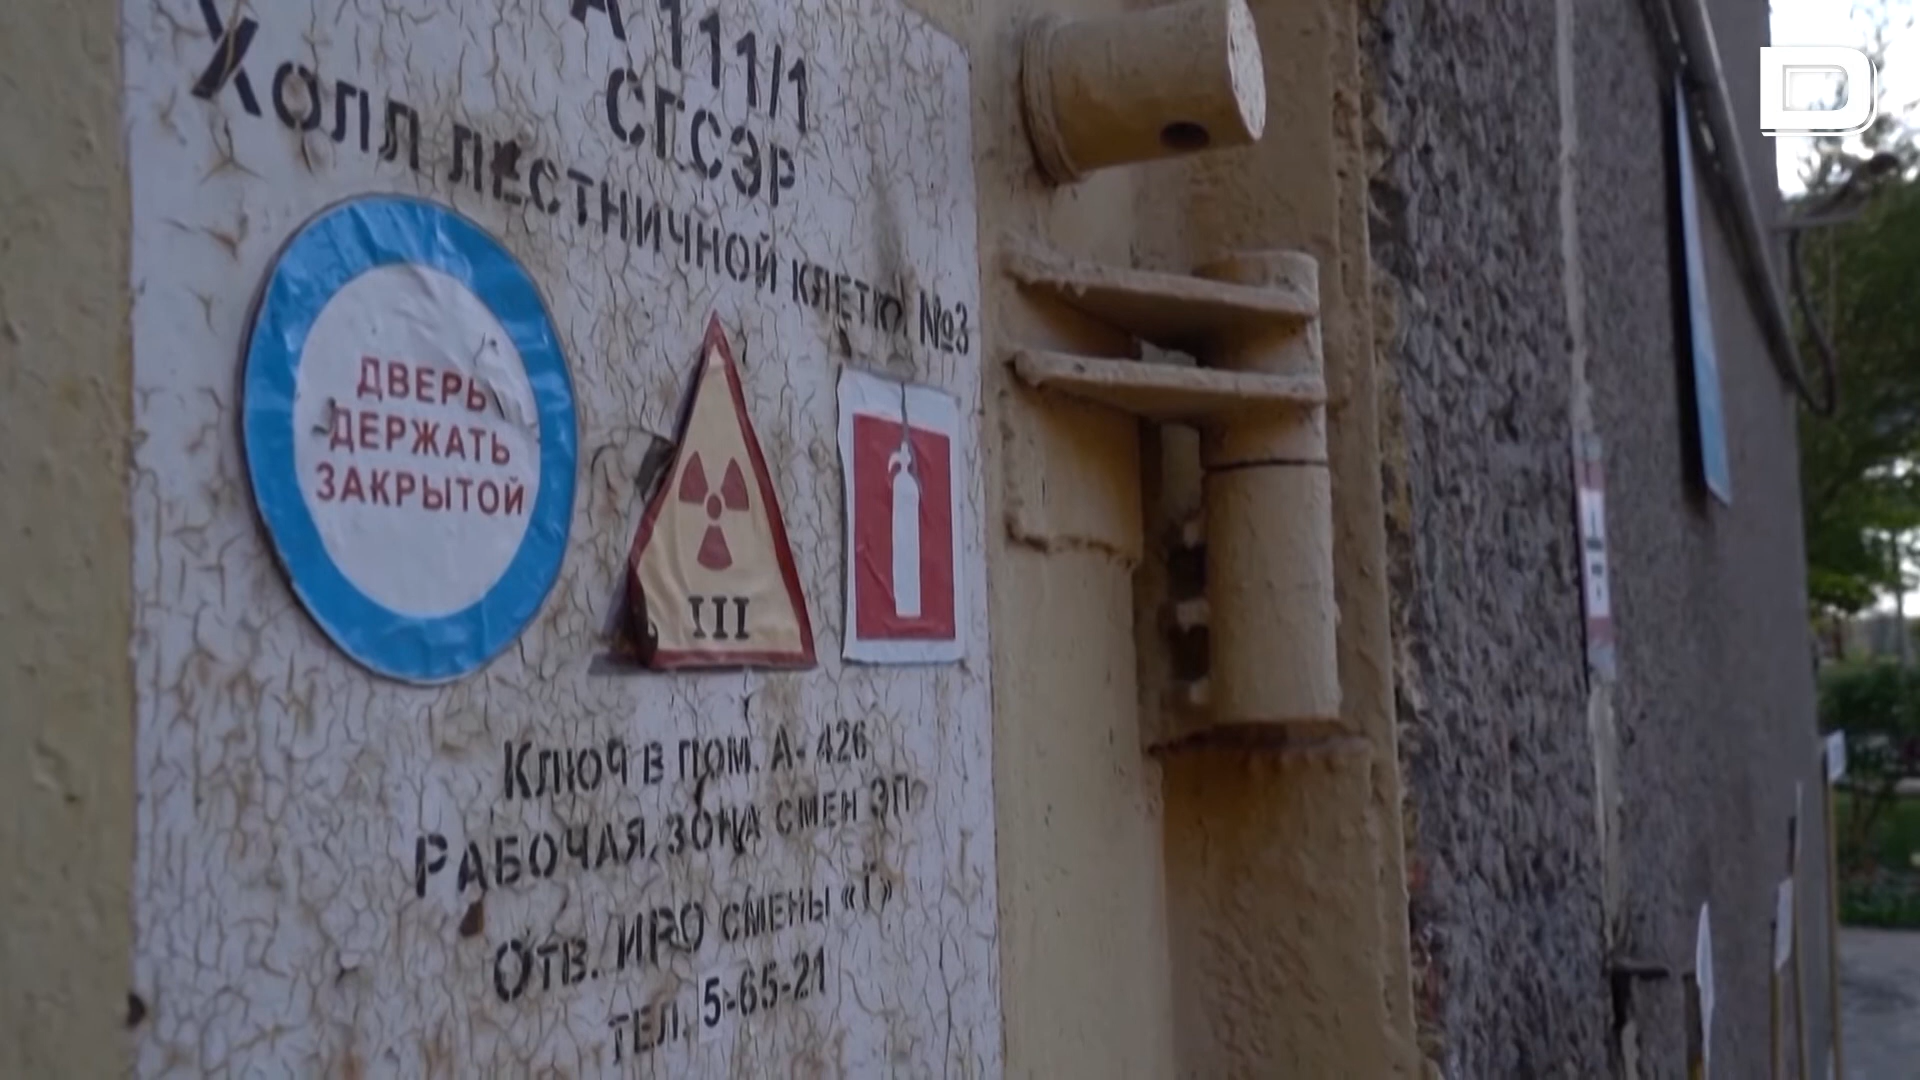 А 111/1
СГСЭР
Холл лестничной клетки №3
ДВЕРЬ
ДЕРЖАТЬ
ЗАКРЫТОЙ
III
Ключ в пом. А-426
Рабочая зона смен ЭП
Отв. ИРО смены «Г»
тел. 5-65-21
D